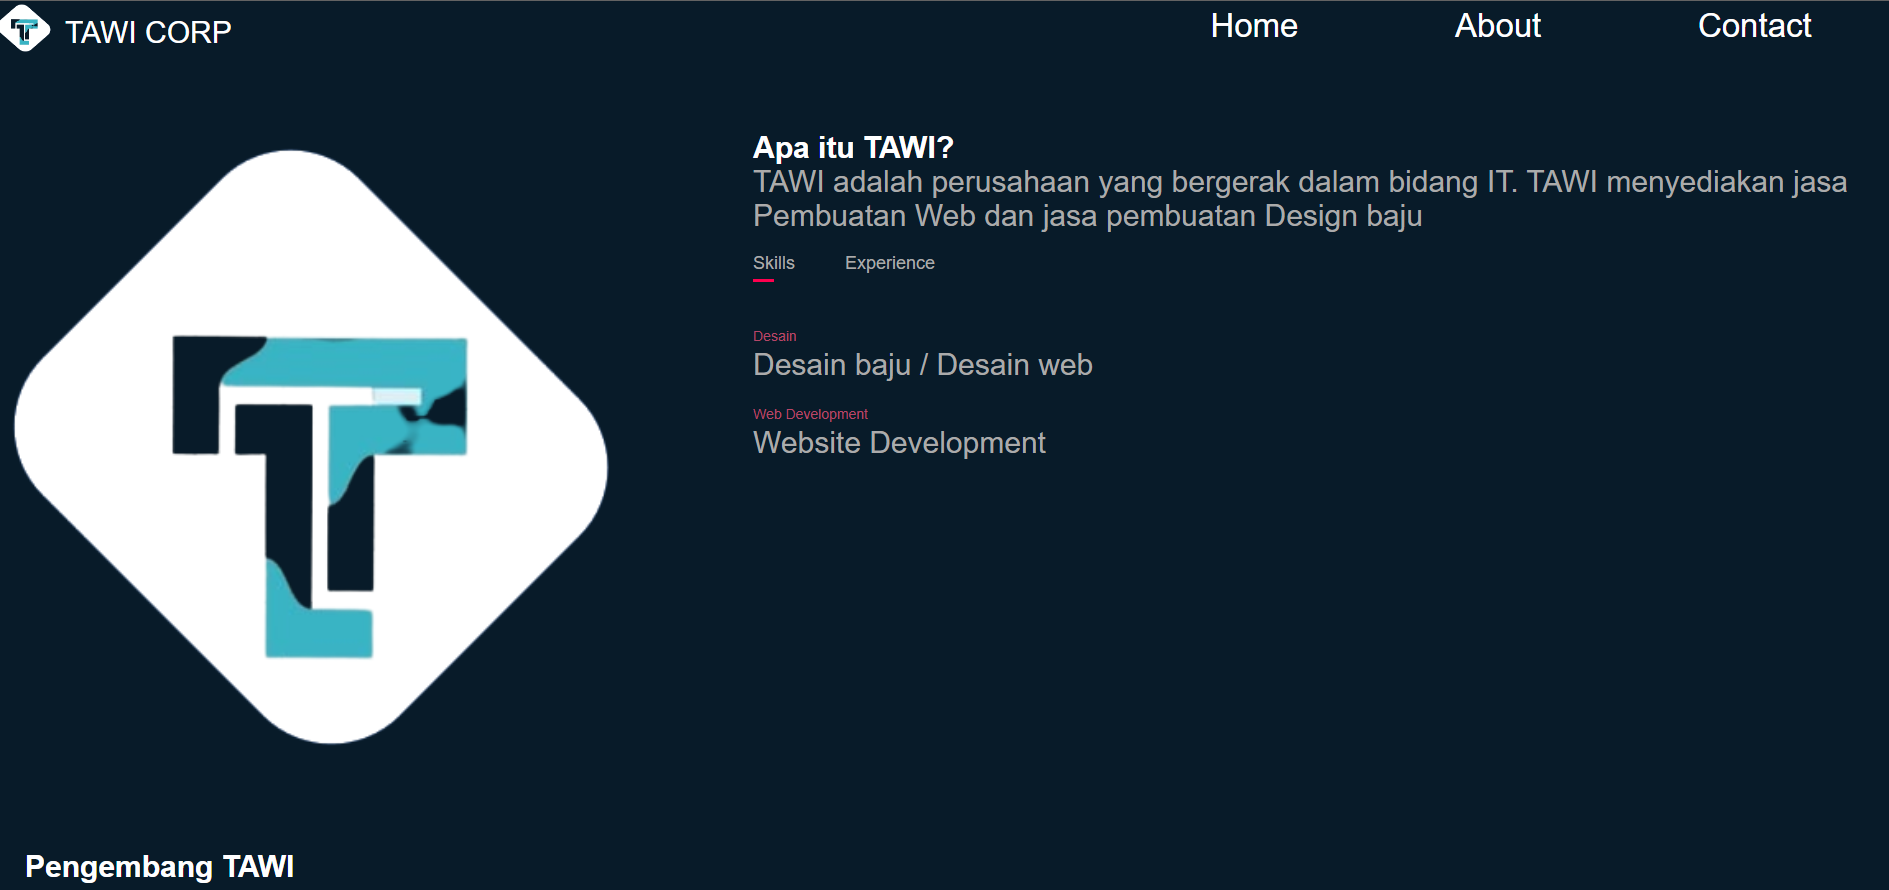 TAWI CORP
Home
About
Contact
Apa itu TAWI?
TAWI adalah perusahaan yang bergerak dalam bidang IT. TAWI menyediakan jasa
Pembuatan Web dan jasa pembuatan Design baju
Skills
Experience
Desain
Desain baju / Desain web
Web Development
Website Development
Pengembang TAWI